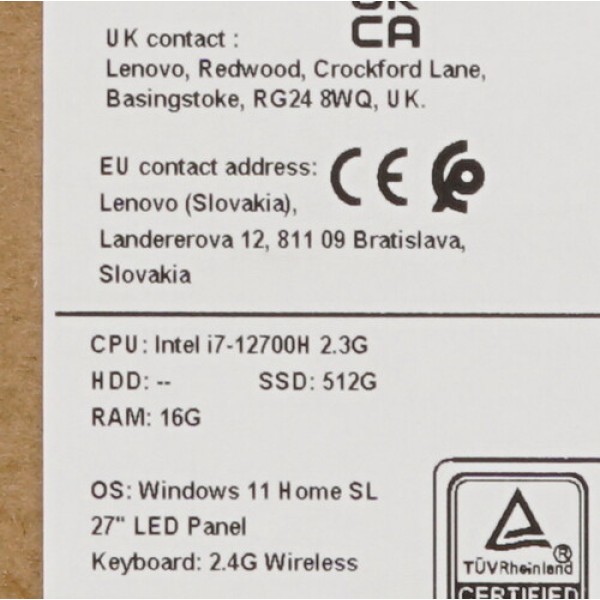 UK
CA
UK contact :
Lenovo, Redwood, Crockford Lane,
Basingstoke, RG24 8WQ, UK.
EU contact address: CE
Lenovo (Slovakia),
Landererova 12, 811 09 Bratislava,
Slovakia
CPU: Intel i7-12700H 2.3G
HDD: -- SSD: 512G
RAM: 16G
OS: Windows 11 Home SL
27" LED Panel
Keyboard: 2.4G Wireless
®
TÜVRheinland
CERTIFIED